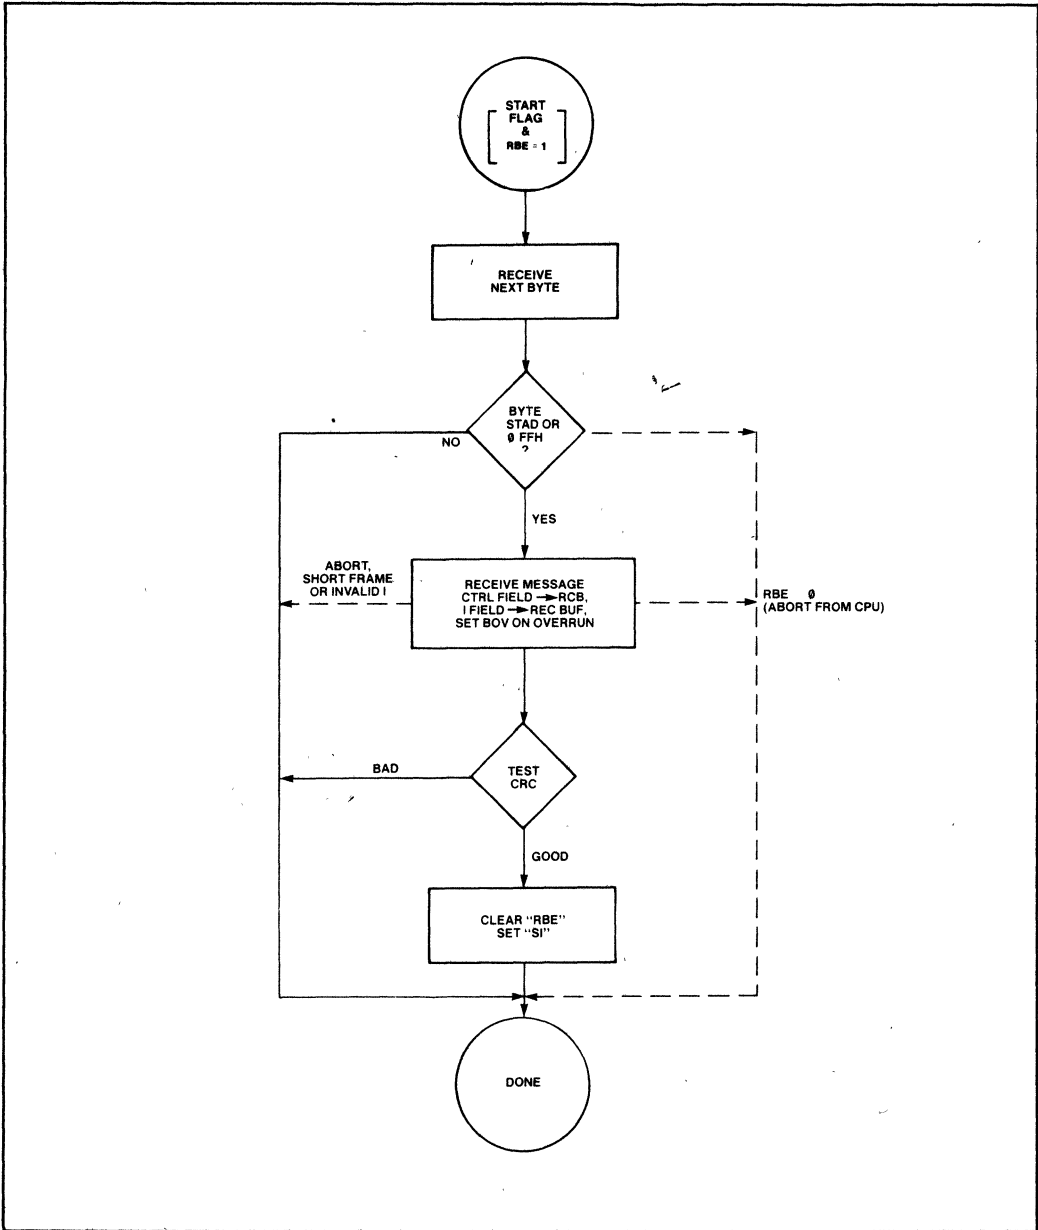 START
FLAG
&
RBE = 1
RECEIVE
NEXT BYTE
BYTE
STAD OR
0 FFH
?
NO
YES
ABORT,
SHORT FRAME
OR INVALID I
RECEIVE MESSAGE
CTRL FIELD → RCB,
I FIELD → REC BUF,
SET BOV ON OVERRUN
RBE 0
(ABORT FROM CPU)
BAD
TEST
CRC
GOOD
CLEAR "RBE"
SET "SI"
DONE